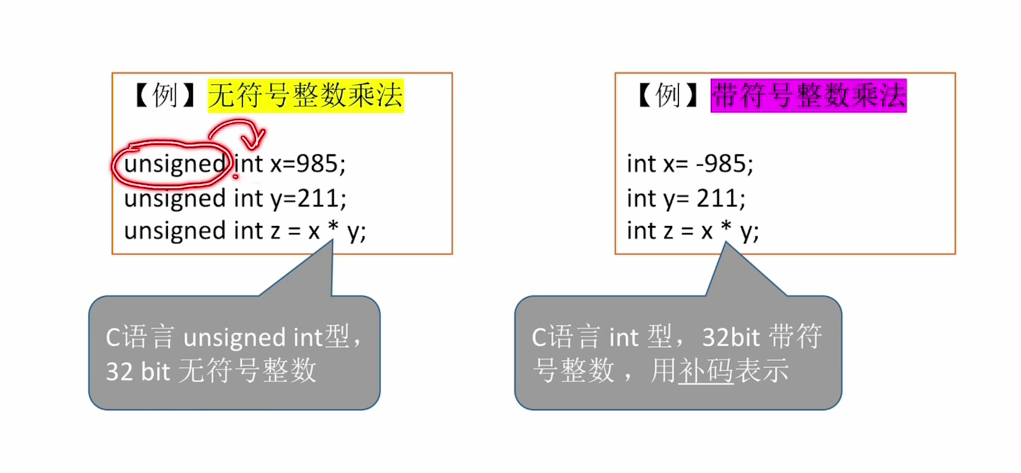 【例】无符号整数乘法
unsigned int x=985;
unsigned int y=211;
unsigned int z = x * y;
C语言 unsigned int型，
32 bit 无符号整数
【例】带符号整数乘法
int x= -985;
int y= 211;
int z = x * y;
C语言 int 型，32bit 带符
号整数 ，用补码表示